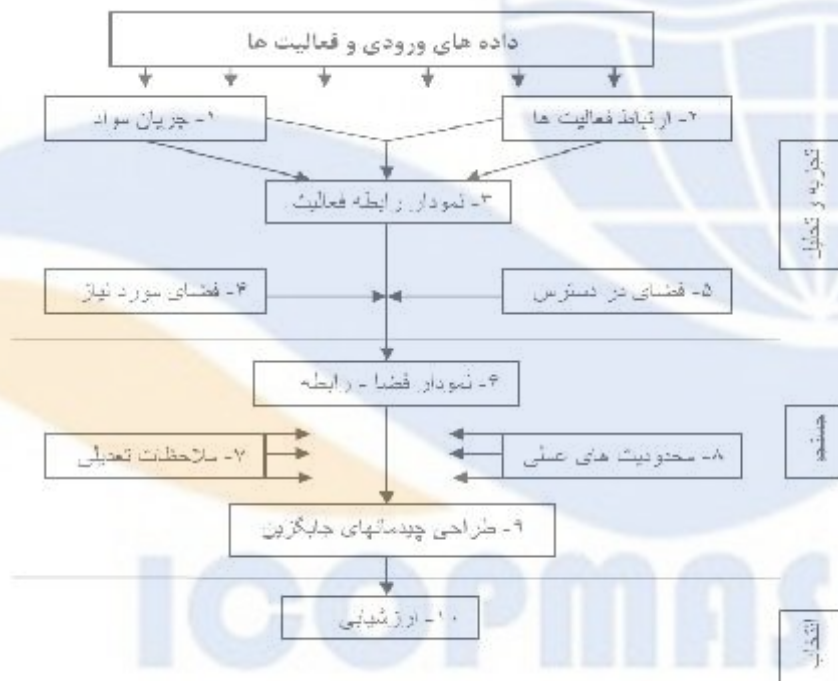 داده های ورودی و فعالیت ها
۱- جریان مواد
۲- ارتباط فعالیت ها
۳- نمودار رابطه فعالیت
تجزیه و تحلیل
۴- فضای مورد نیاز
۵- فضای در دسترس
۶- نمودار فضا - رابطه
جستجو
۷- ملاحظات تعدیلی
۸- محدودیت های عملی
۹- طراحی چیدمانهای جایگزین
۱۰- ارزشیابی
انتخاب
ICOPMAS